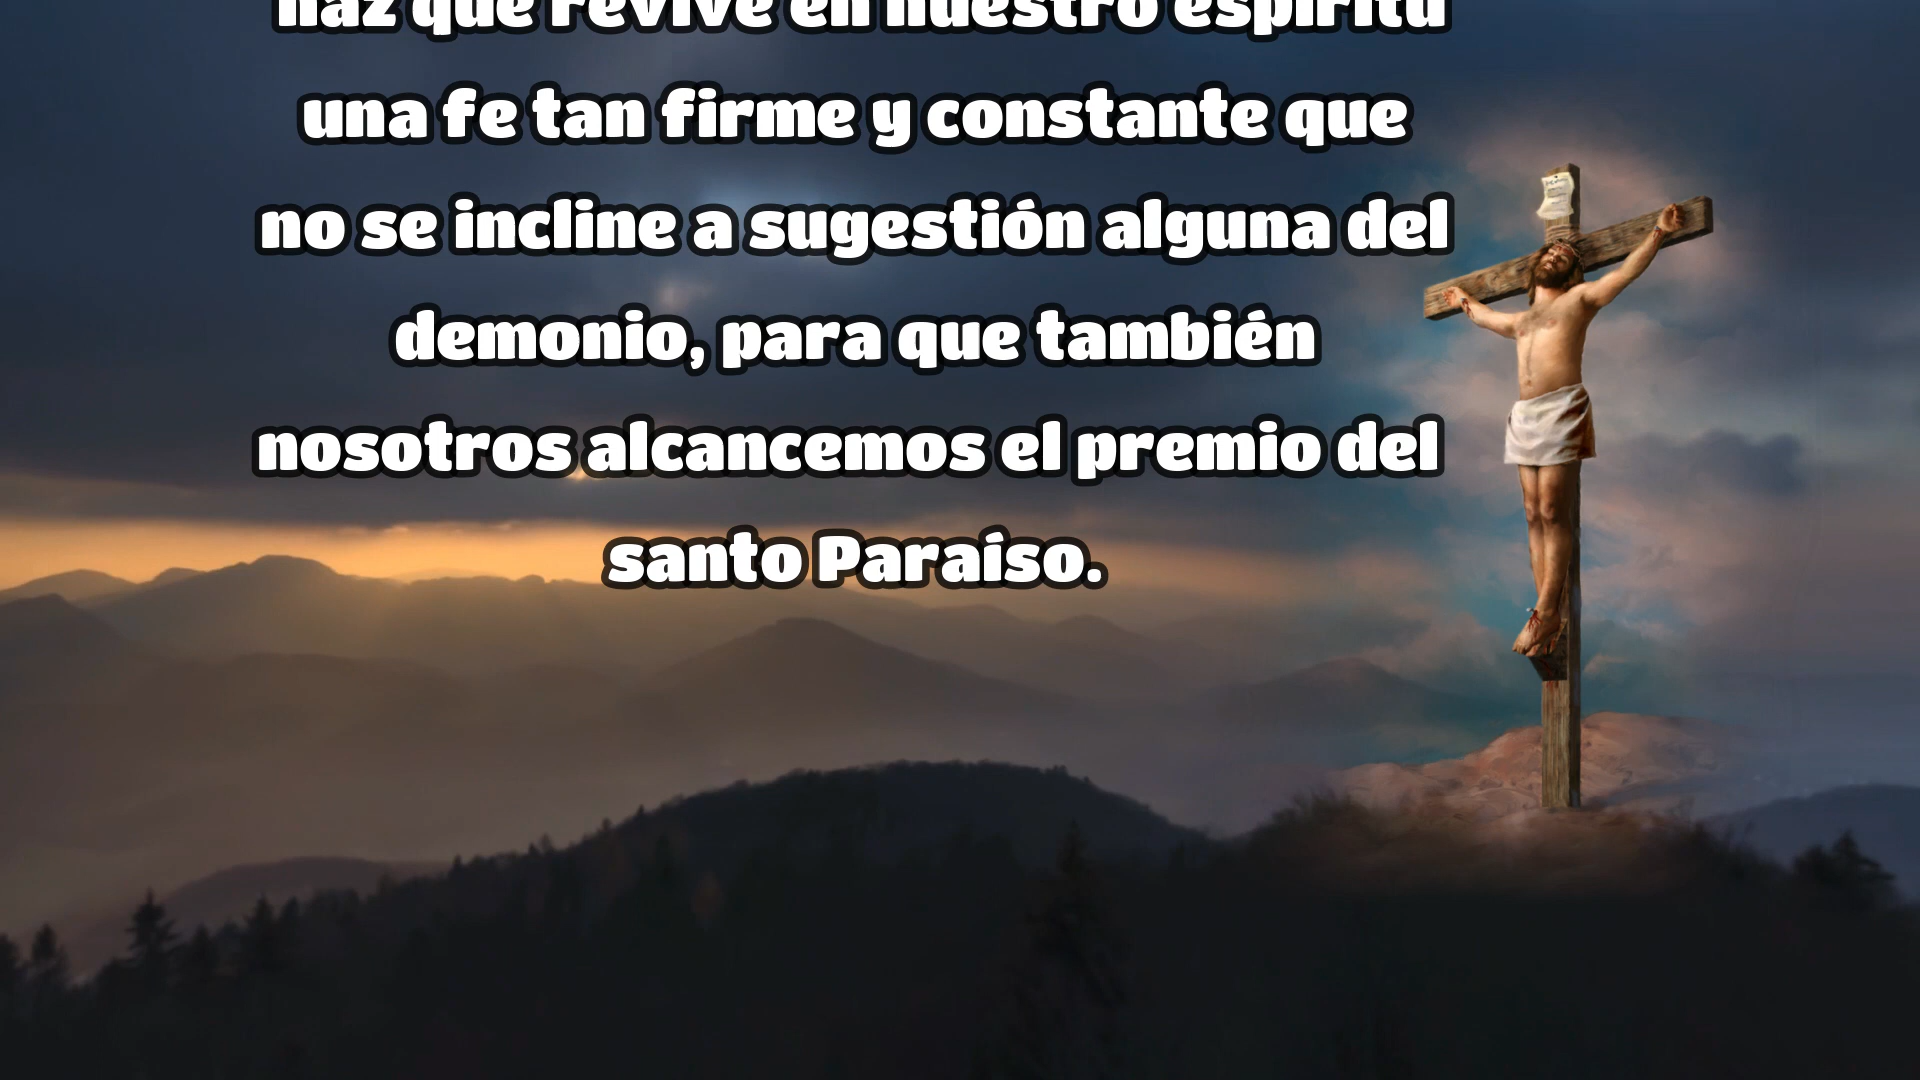 haz que revive en nuestro espíritu
una fe tan firme y constante que
no se incline a sugestión alguna del
demonio, para que también
nosotros alcancemos el premio del
santo Paraíso.